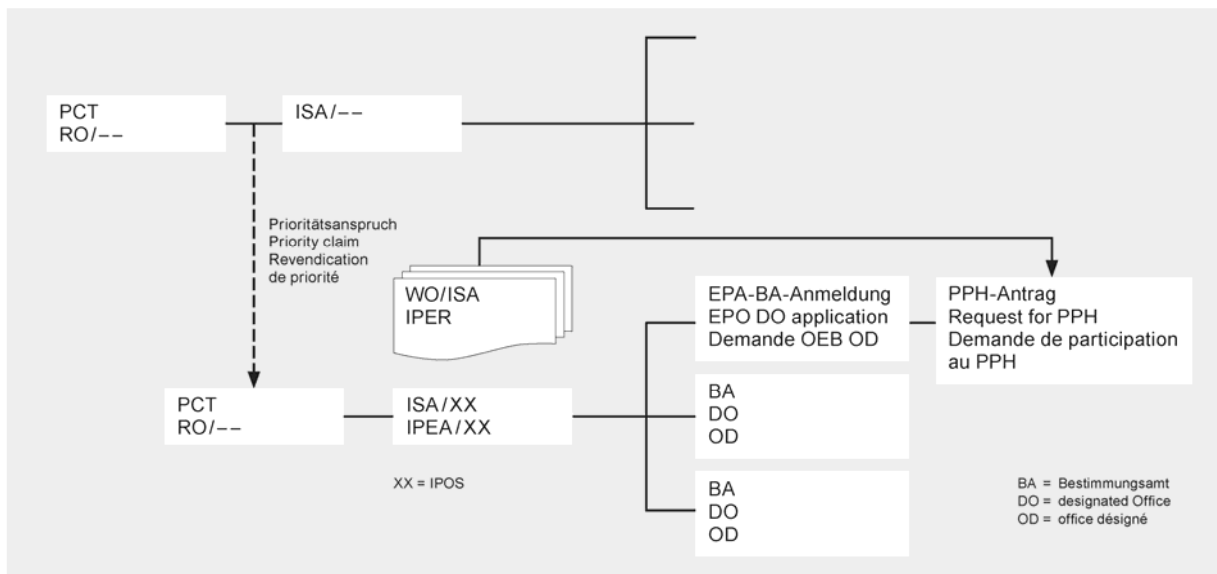 PCT
RO/−−
ISA/−−
Prioritätsanspruch
Priority claim
Revendication
de priorité
WO/ISA
IPER
EPA-BA-Anmeldung
EPO DO application
Demande OEB OD
PPH-Antrag
Request for PPH
Demande de participation
au PPH
PCT
RO/−−
ISA/XX
IPEA/XX
BA
DO
OD
XX = IPOS
BA
DO
OD
BA = Bestimmungsamt
DO = designated Office
OD = office désigné